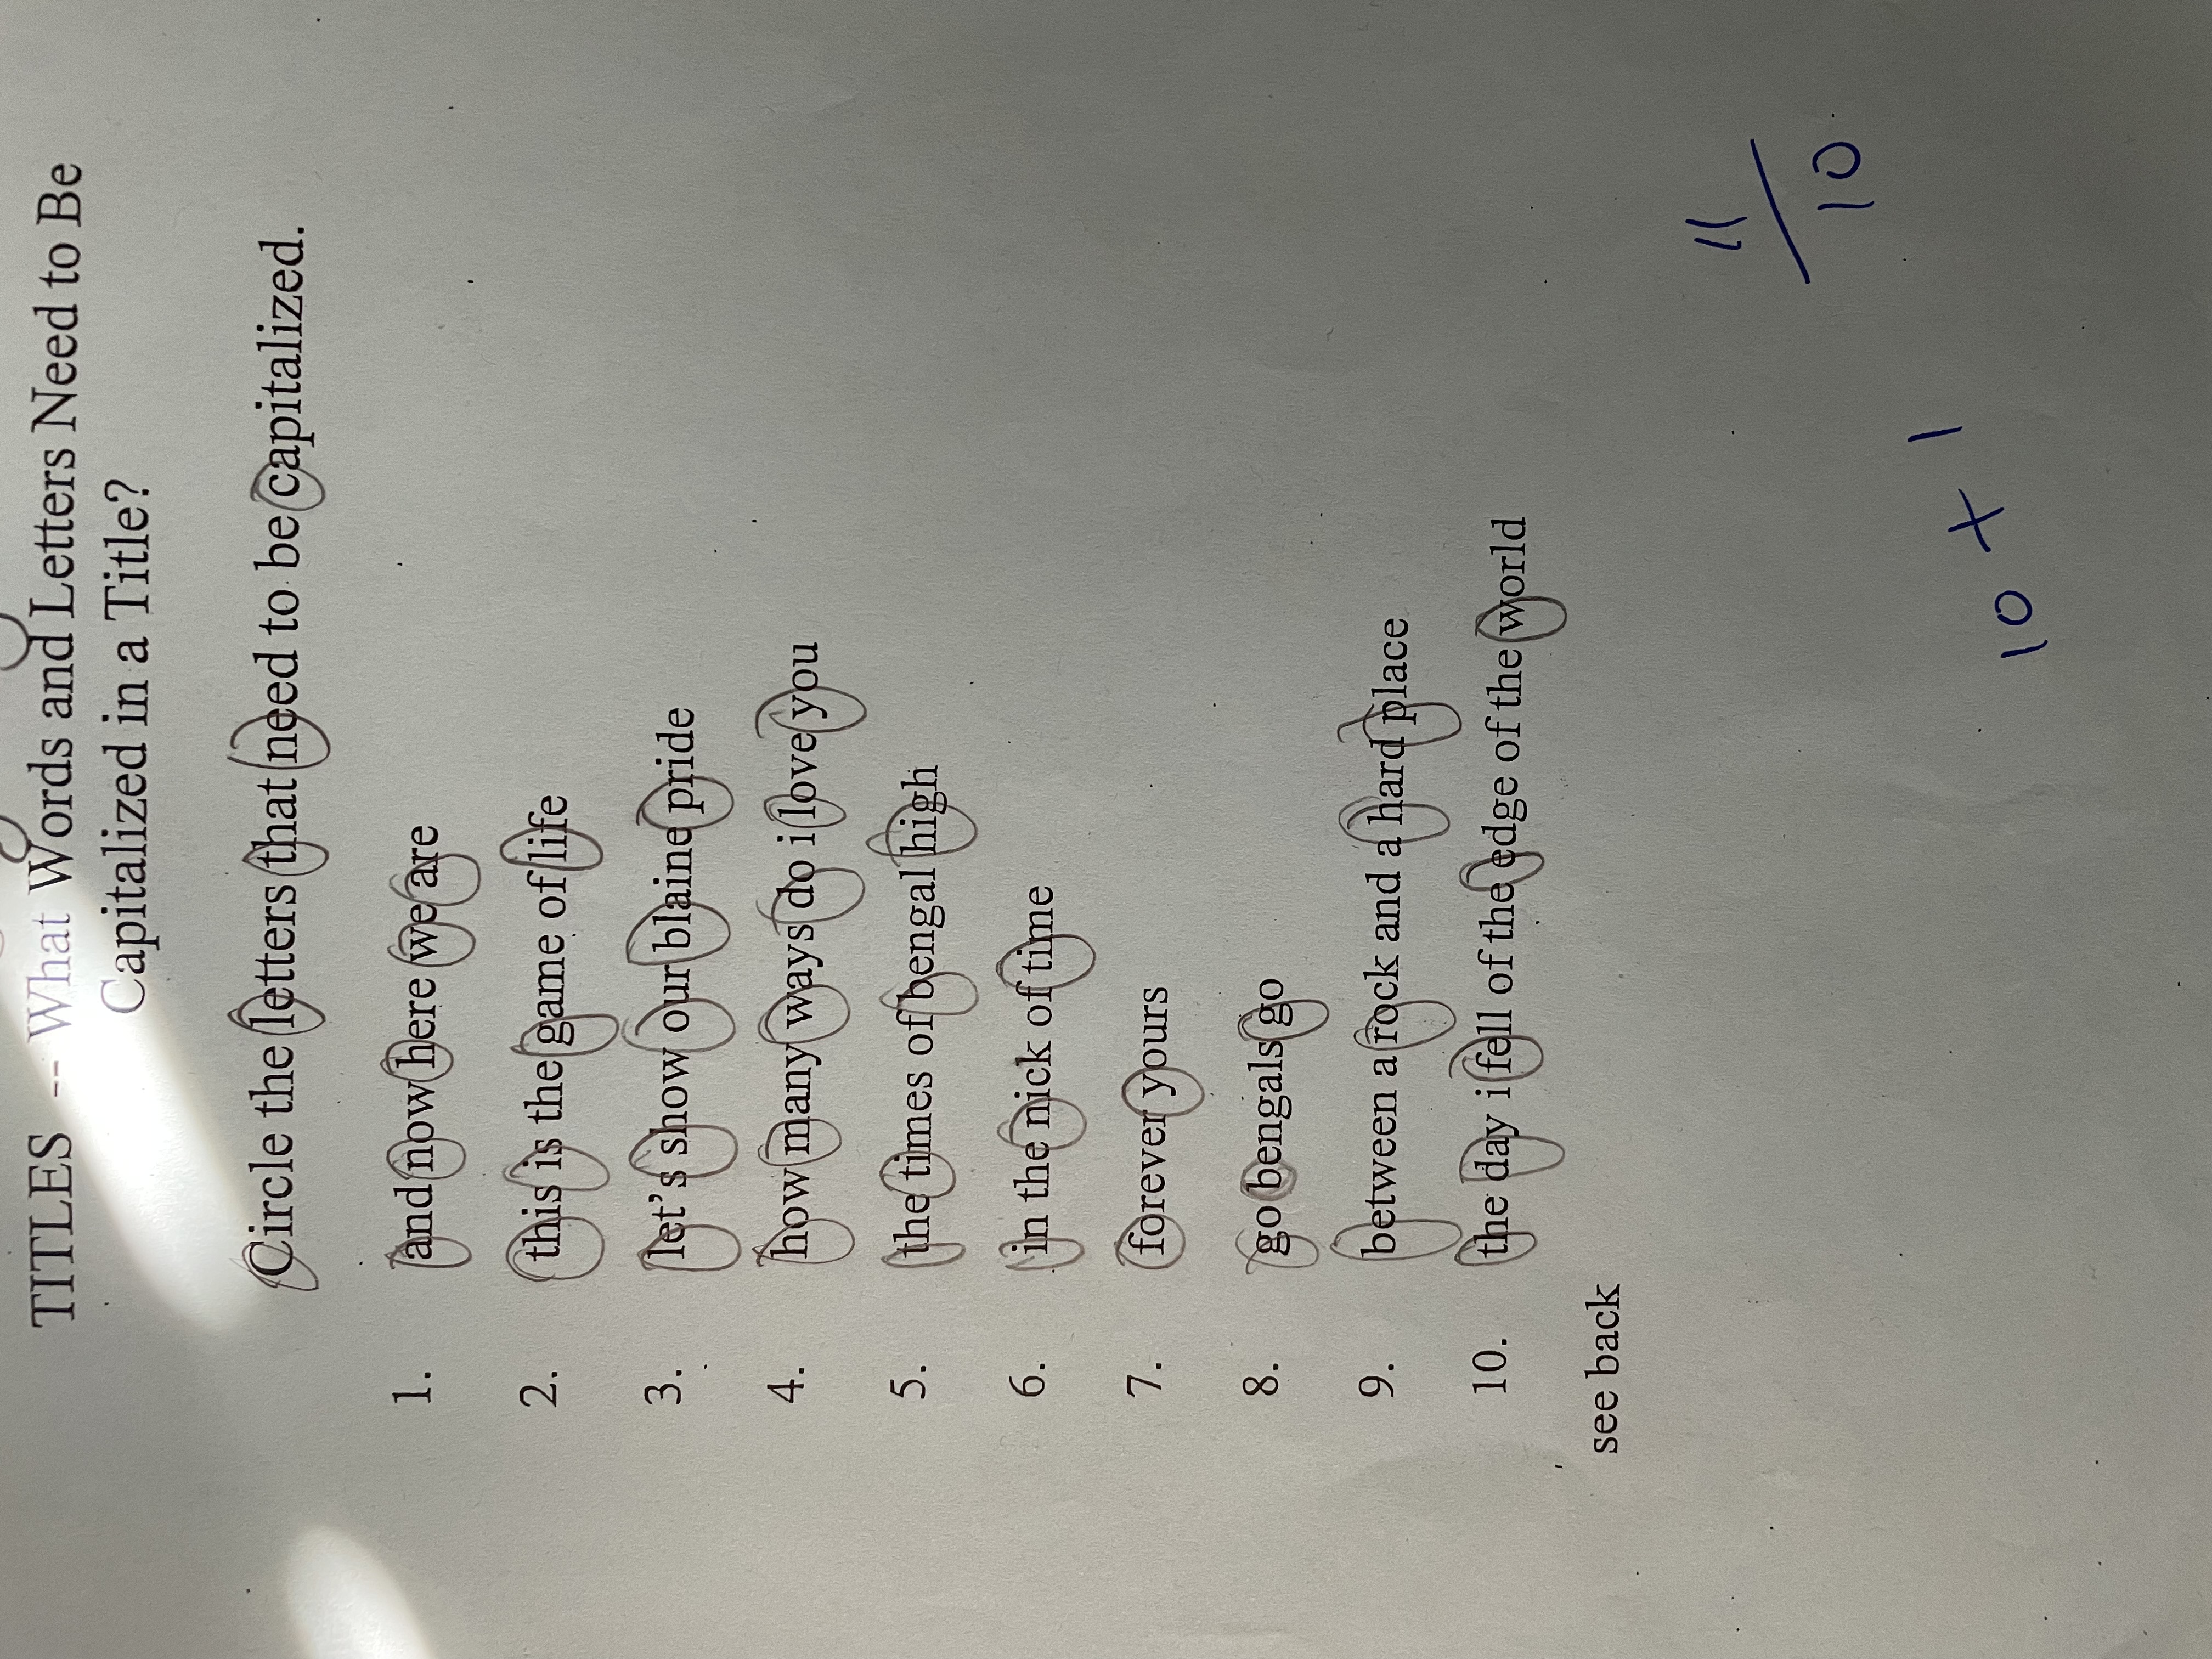 TITLES -- What Words and Letters Need to Be
Capitalized in a Title?
Circle the letters that need to be capitalized.
1. and now here we are
2. this is the game of life
3. let’s show our blaine pride
4. how many ways do i love you
5. the times of bengal high
6. in the nick of time
7. forever yours
8. go bengals go
9. between a rock and a hard place
10. the day i fell of the edge of the world
see back
11
10
10 + 1